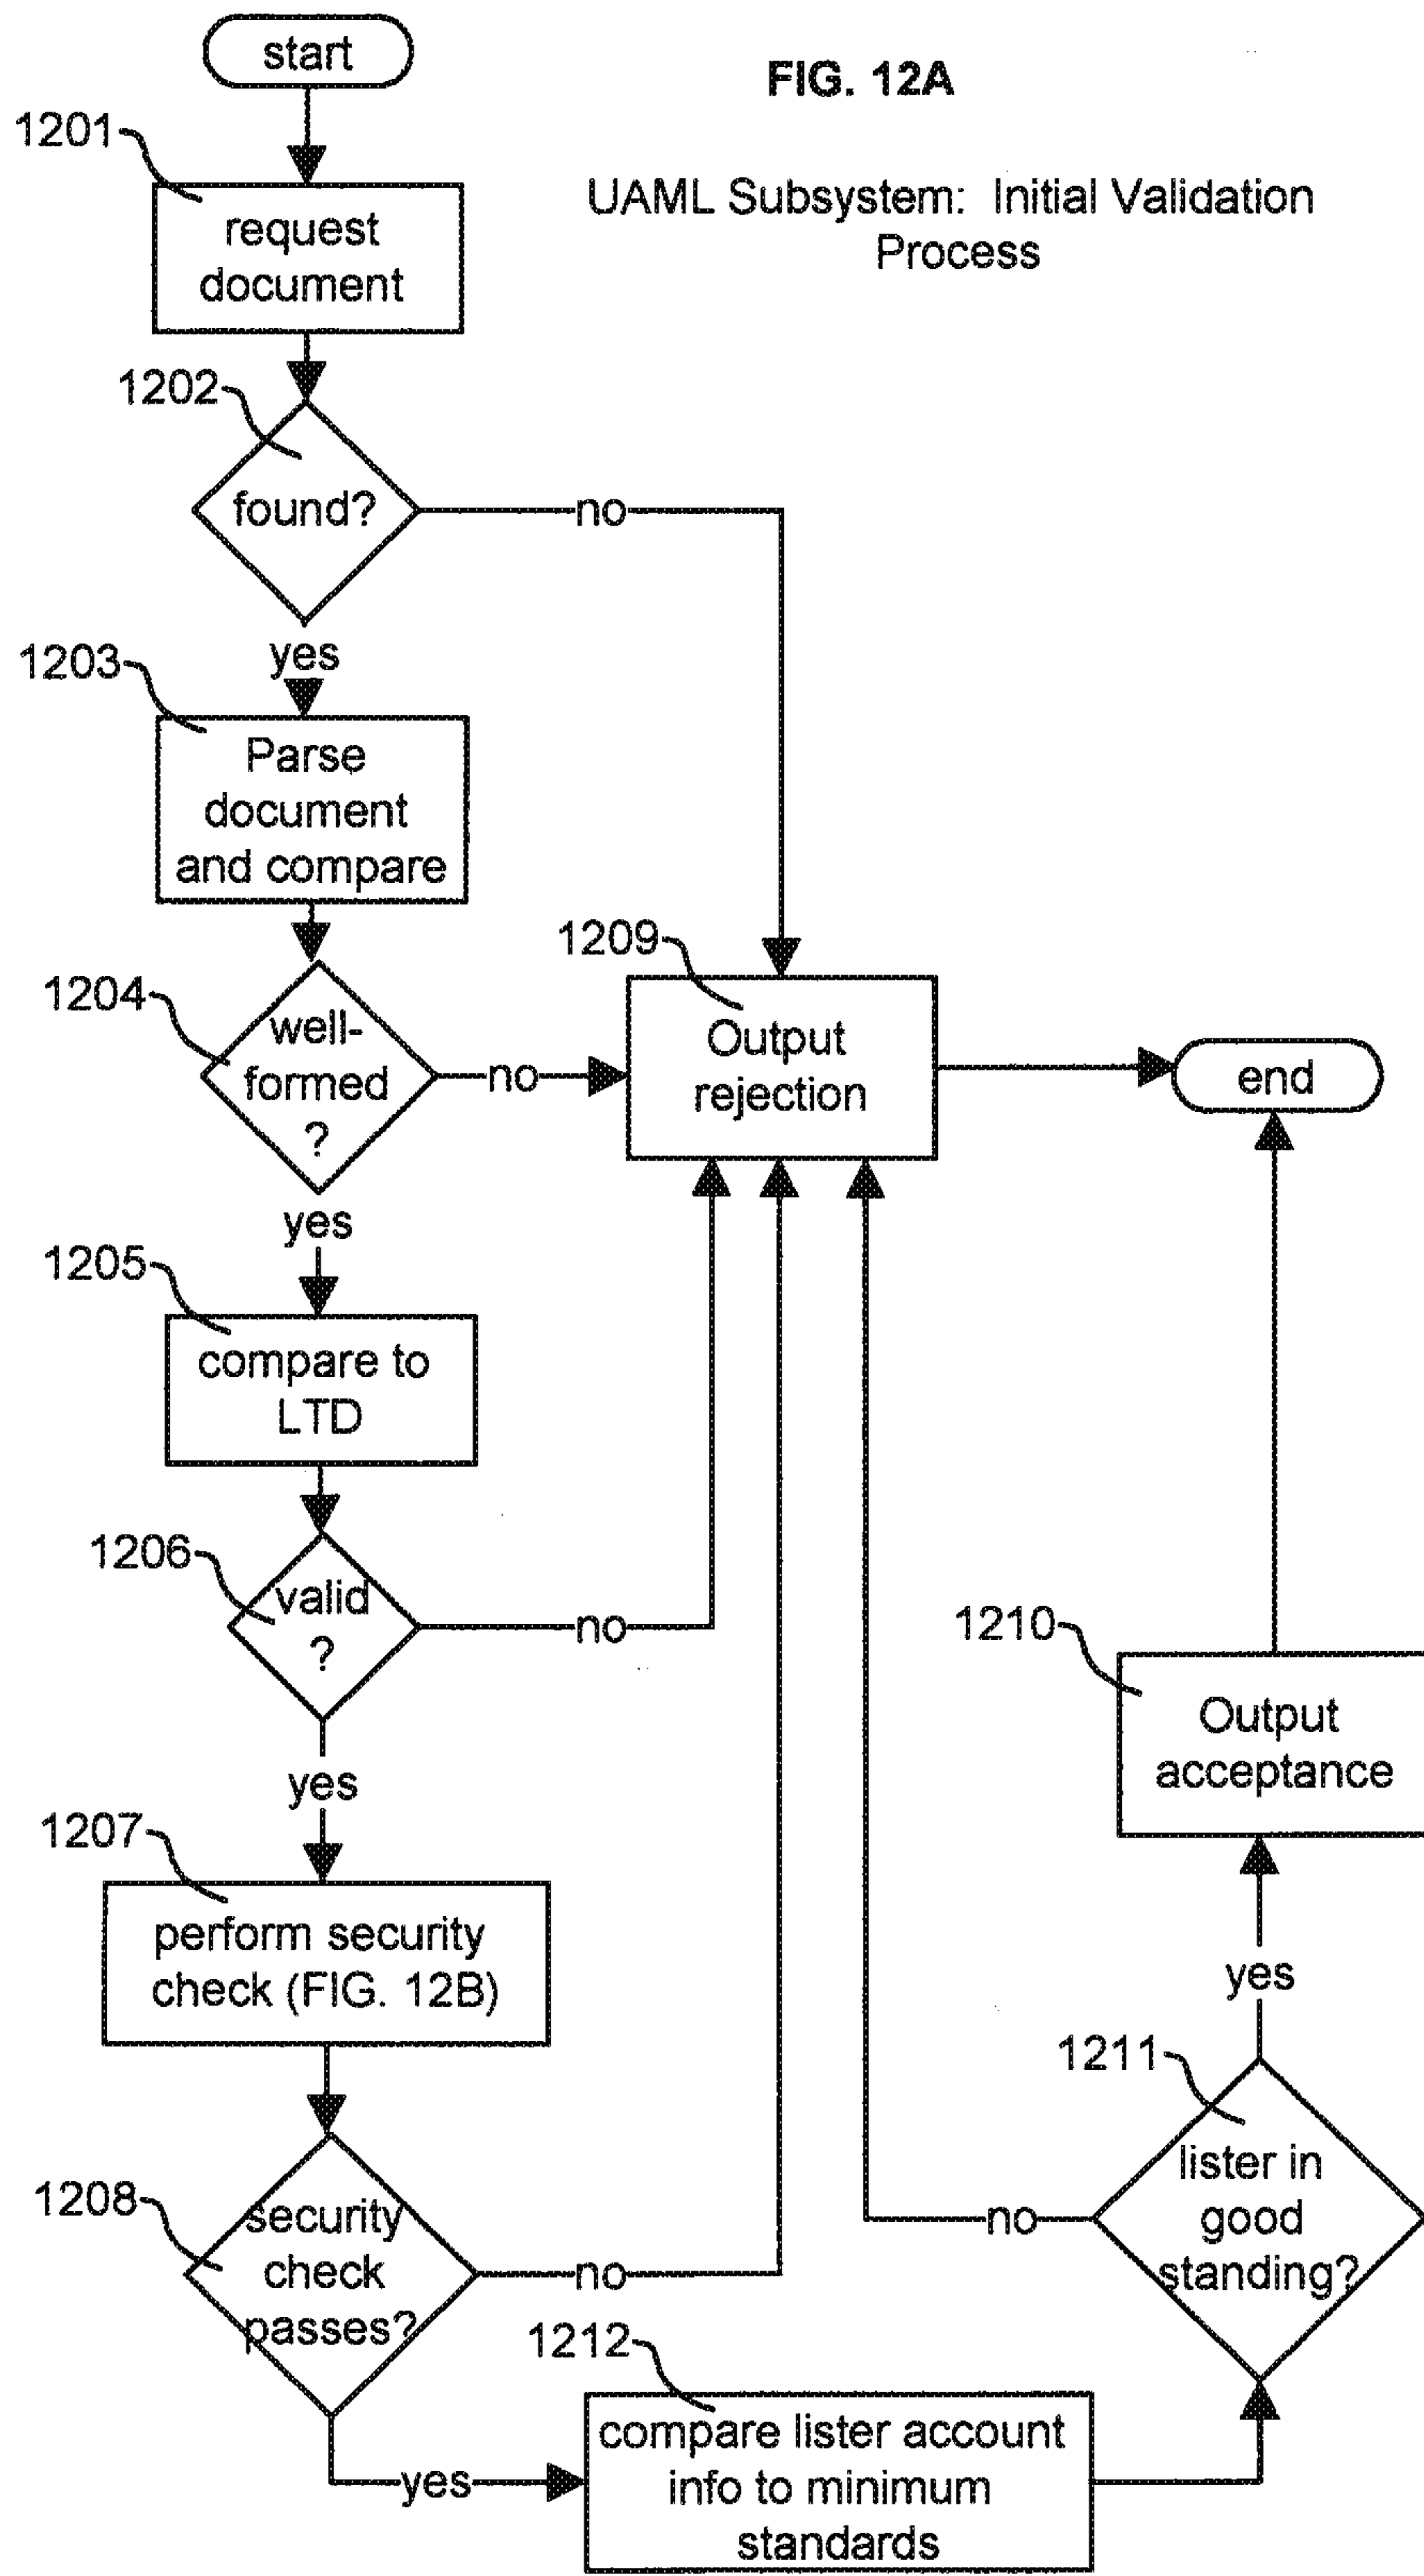 start
FIG. 12A
1201
UAML Subsystem: Initial Validation
Process
request
document
1202
found?
no
yes
1203
Parse
document
and compare
1209
Output
rejection
1204
well-
formed
?
no
end
yes
1205
compare to
LTD
1206
valid
?
no
1210
Output
acceptance
yes
1207
perform security
check (FIG. 12B)
yes
1211
lister in
good
standing?
no
1208
security
check
passes?
no
1212
compare lister account
info to minimum
standards
yes